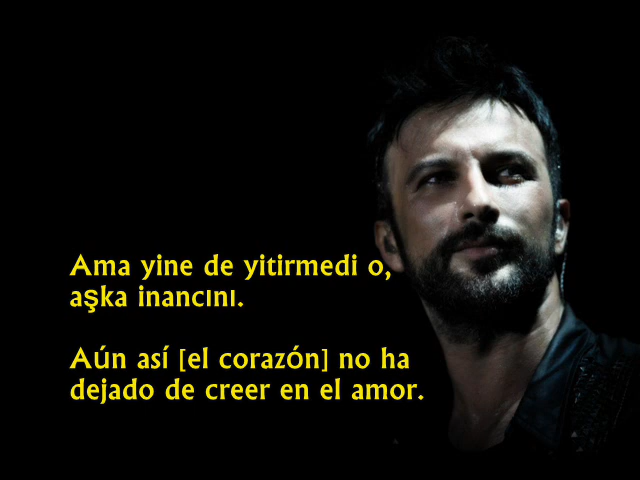 Ama yine de yitirmedi o,
aşka inancını.
Aún así [el corazón] no ha
dejado de creer en el amor.